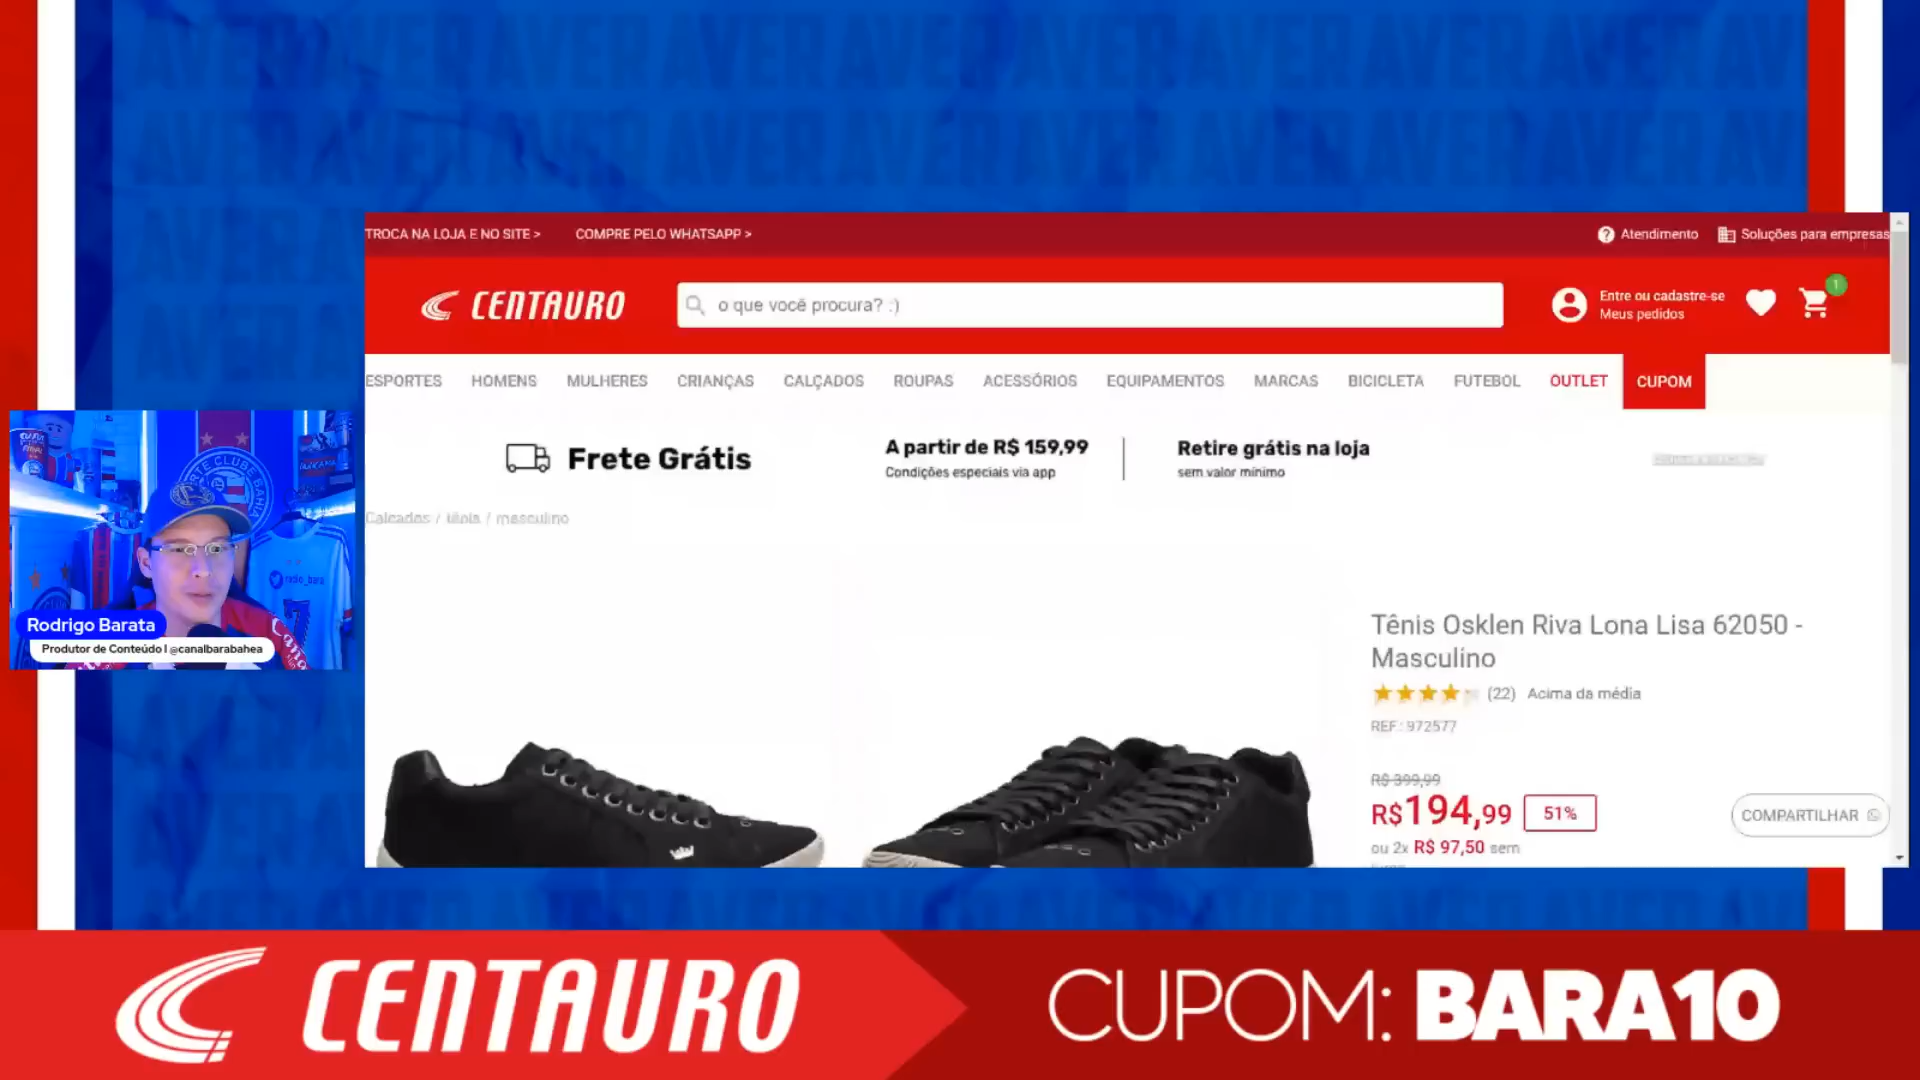 TROCA NA LOJA E NO SITE >
COMPRE PELO WHATSAPP >
Atendimento
Soluções para empresas
CENTAURO
o que você procura? :)
Entre ou cadastre-se
Meus pedidos
1
ESPORTES HOMENS MULHERES CRIANÇAS CALÇADOS ROUPAS ACESSÓRIOS EQUIPAMENTOS MARCAS BICICLETA FUTEBOL OUTLET CUPOM
Frete Grátis
A partir de R$ 159,99
Condições especiais via app
Retire grátis na loja
sem valor mínimo
Calçados / / masculino
Tênis Osklen Riva Lona Lisa 62050 -
Masculino
(22) Acima da média
REF.: 972577
R$ 399,99
R$194,99
51%
COMPARTILHAR
ou 2x R$ 97,50 sem
radio_bara
Rodrigo Barata
Produtor de Conteúdo | @canalbarabahea
CENTAURO
CUPOM: BARA10